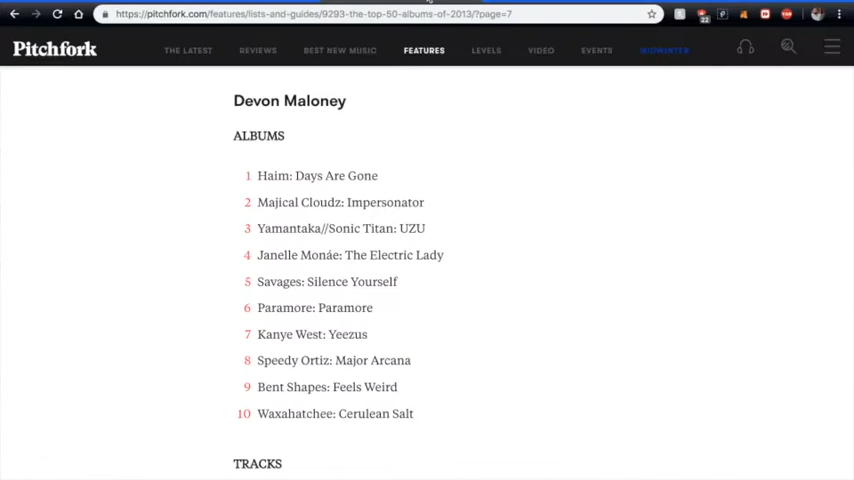 https://pitchfork.com/features/lists-and-guides/9293-the-top-50-albums-of-2013/?page=7
22
Pitchfork
THE LATEST
REVIEWS
BEST NEW MUSIC
FEATURES
LEVELS
VIDEO
EVENTS
MIDWINTER
Devon Maloney
ALBUMS
1 Haim: Days Are Gone
2 Majical Cloudz: Impersonator
3 Yamantaka//Sonic Titan: UZU
4 Janelle Monáe: The Electric Lady
5 Savages: Silence Yourself
6 Paramore: Paramore
7 Kanye West: Yeezus
8 Speedy Ortiz: Major Arcana
9 Bent Shapes: Feels Weird
10 Waxahatchee: Cerulean Salt
TRACKS